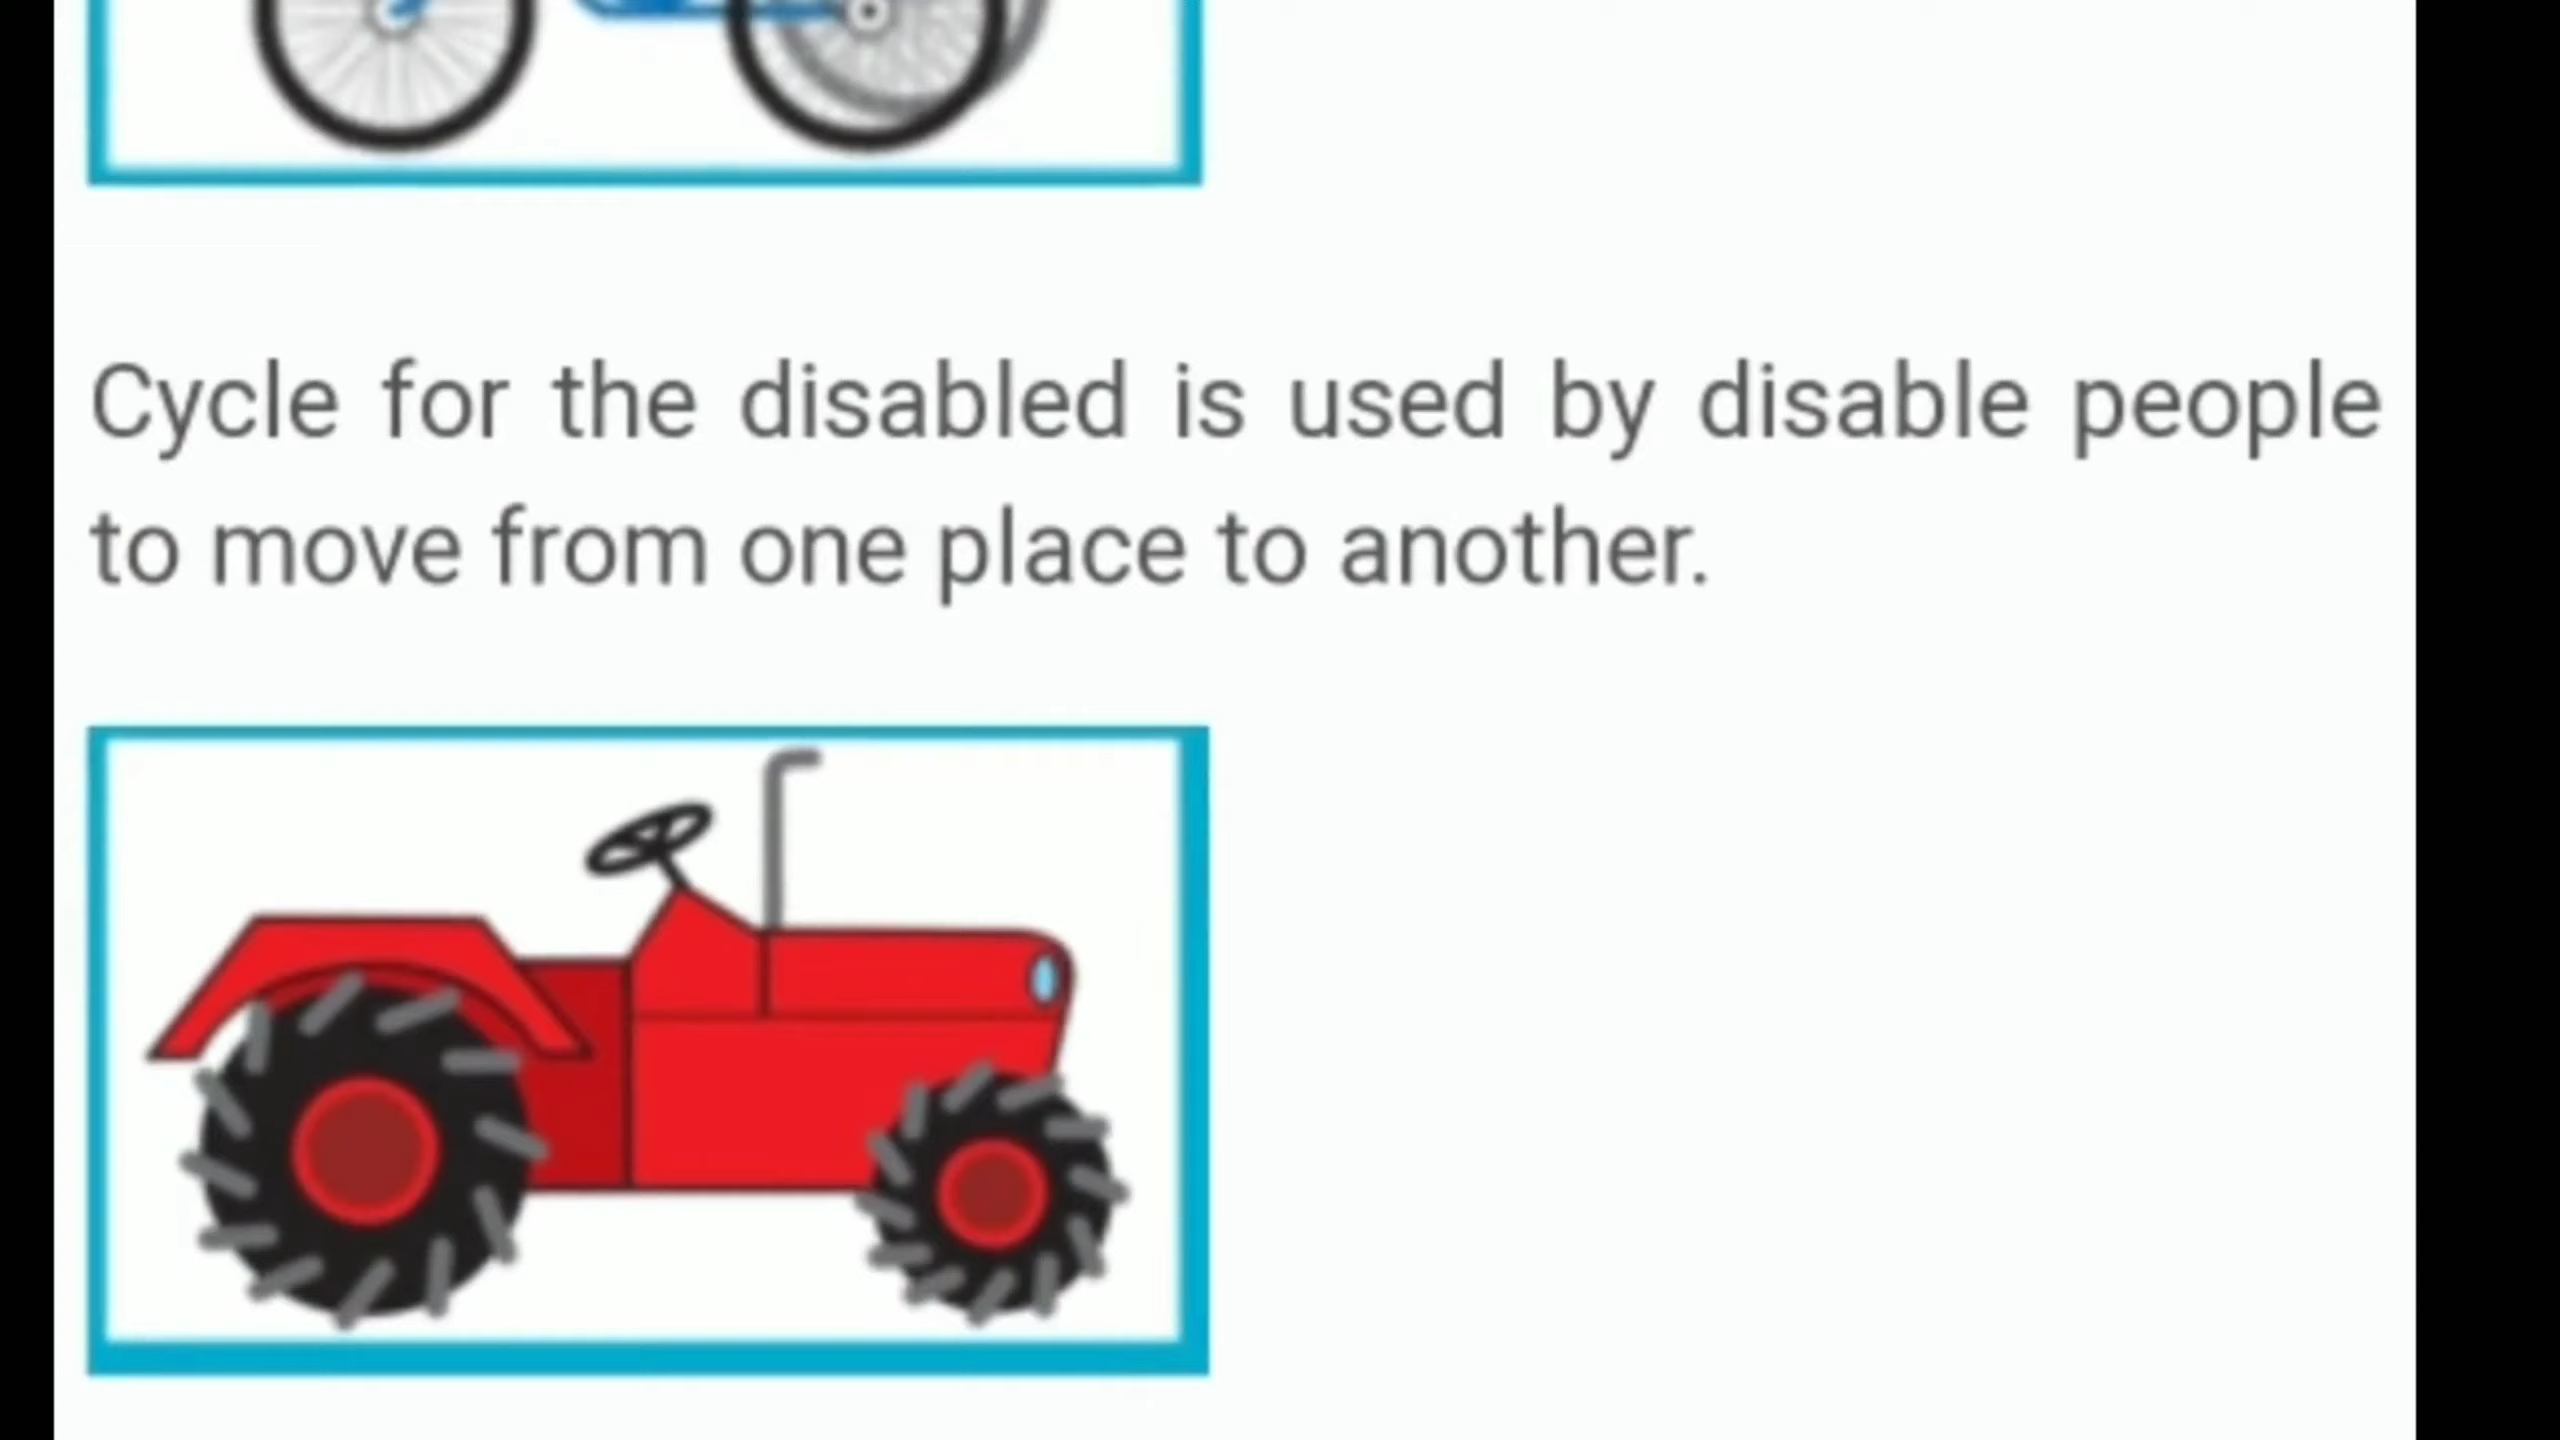 Cycle for the disabled is used by disable people
to move from one place to another.